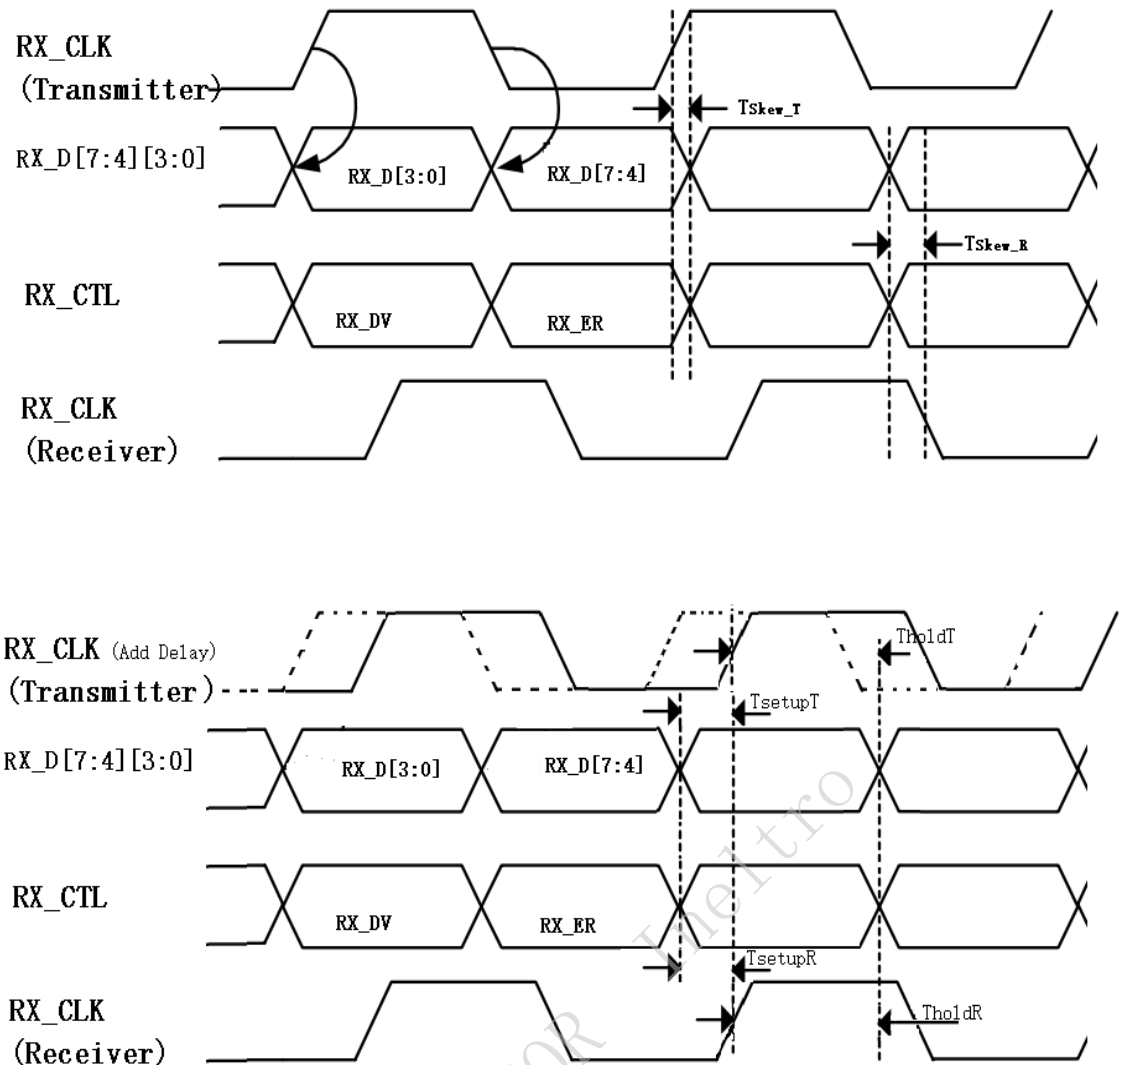 RX_CLK
(Transmitter)
TSkew_T
RX_D[7:4][3:0]
RX_D[3:0]
RX_D[7:4]
TSkew_R
RX_CTL
RX_DV
RX_ER
RX_CLK
(Receiver)
RX_CLK (Add Delay)
(Transmitter)
TholdT
TsetupT
RX_D[7:4][3:0]
RX_D[3:0]
RX_D[7:4]
RX_CTL
RX_DV
RX_ER
TsetupR
RX_CLK
(Receiver)
TholdR
Ineltro